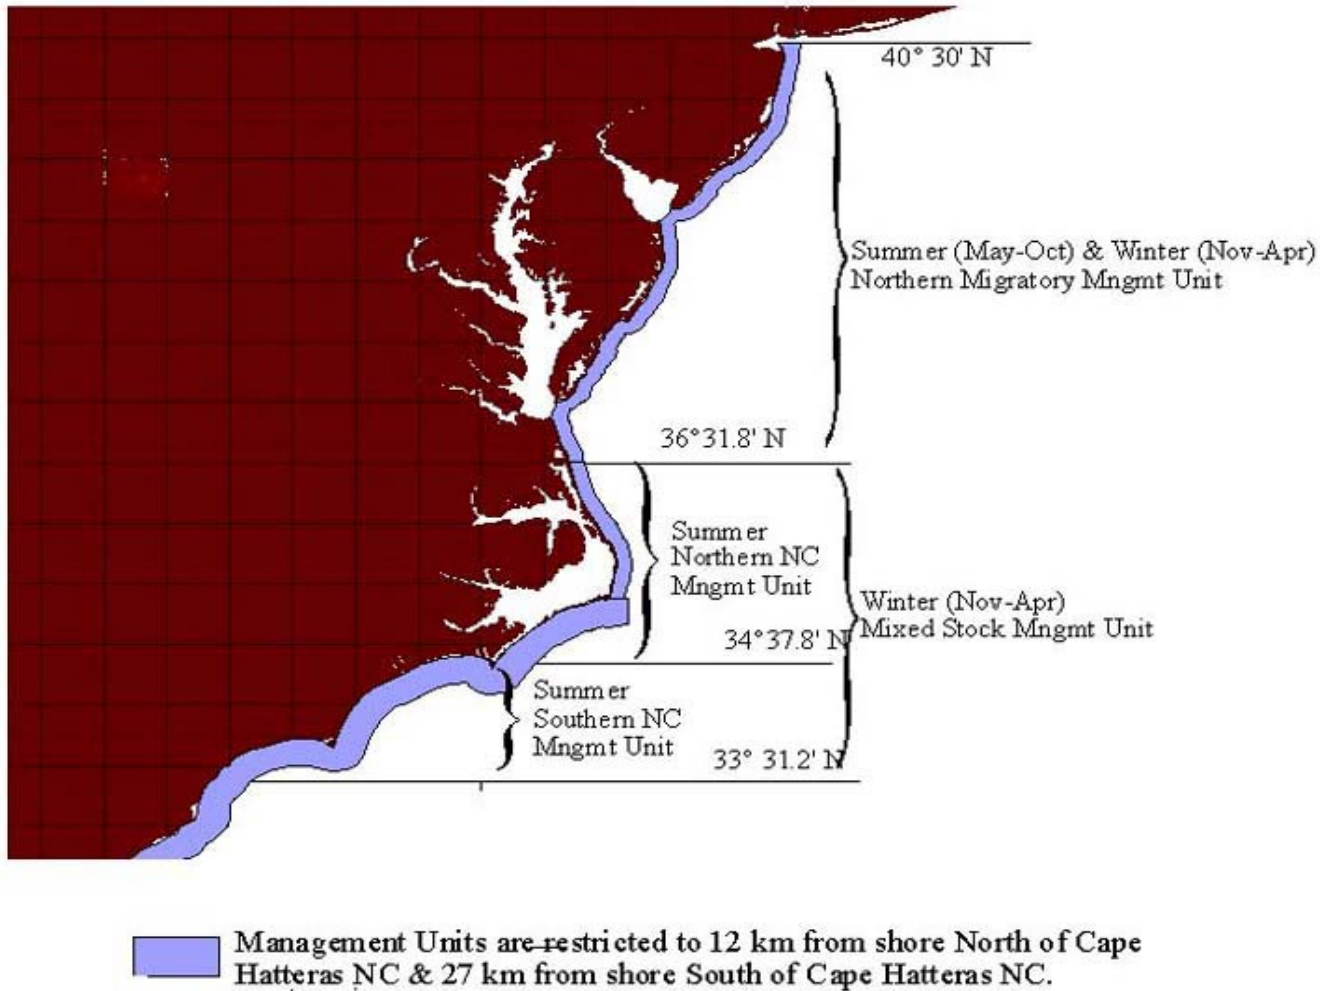 40° 30' N
Summer (May-Oct) & Winter (Nov-Apr)
Northern Migratory Mngmt Unit
36°31.8' N
Summer
Northern NC
Mngmt Unit
Winter (Nov-Apr)
Mixed Stock Mngmt Unit
34°37.8' N
Summer
Southern NC
Mngmt Unit
33° 31.2' N
Management Units are restricted to 12 km from shore North of Cape
Hatteras NC & 27 km from shore South of Cape Hatteras NC.